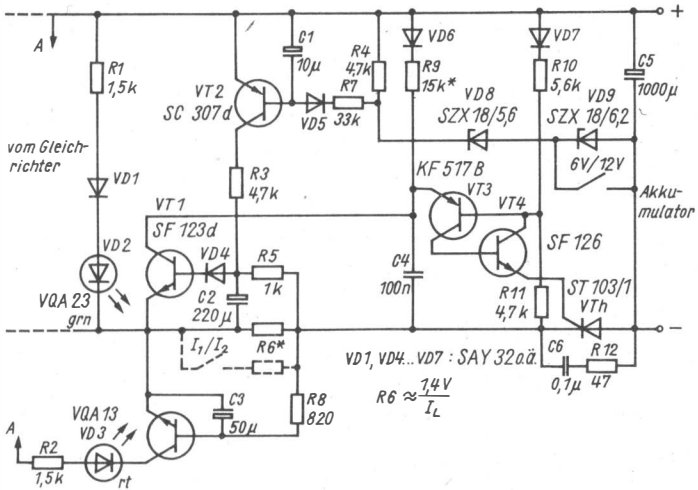 +
A
R1
1,5k
VT2
SC 307d
C1
10µ
R4
4,7k
R7
33k
VD5
VD6
R9
15k*
VD7
R10
5,6k
C5
1000µ
VD8
SZX 18/5,6
VD9
SZX 18/6,2
6V/12V
vom Gleich-
richter
VD1
R3
4,7k
KF 517 B
VT3
VT4
Akku-
mulator
VT1
SF 123d
SF 126
VD2
VD4
R5
1k
C4
100n
ST 103/1
VTh
VQA 23
grn
C2
220µ
R11
4,7k
−
I1/I2
R6*
R6*
VD1, VD4...VD7 : SAY 32o.ä.
C6
0,1µ
R12
47
R6 ≈ 1,4V
IL
R8
820
C3
50µ
VQA 13
VD3
A
R2
1,5k
rt